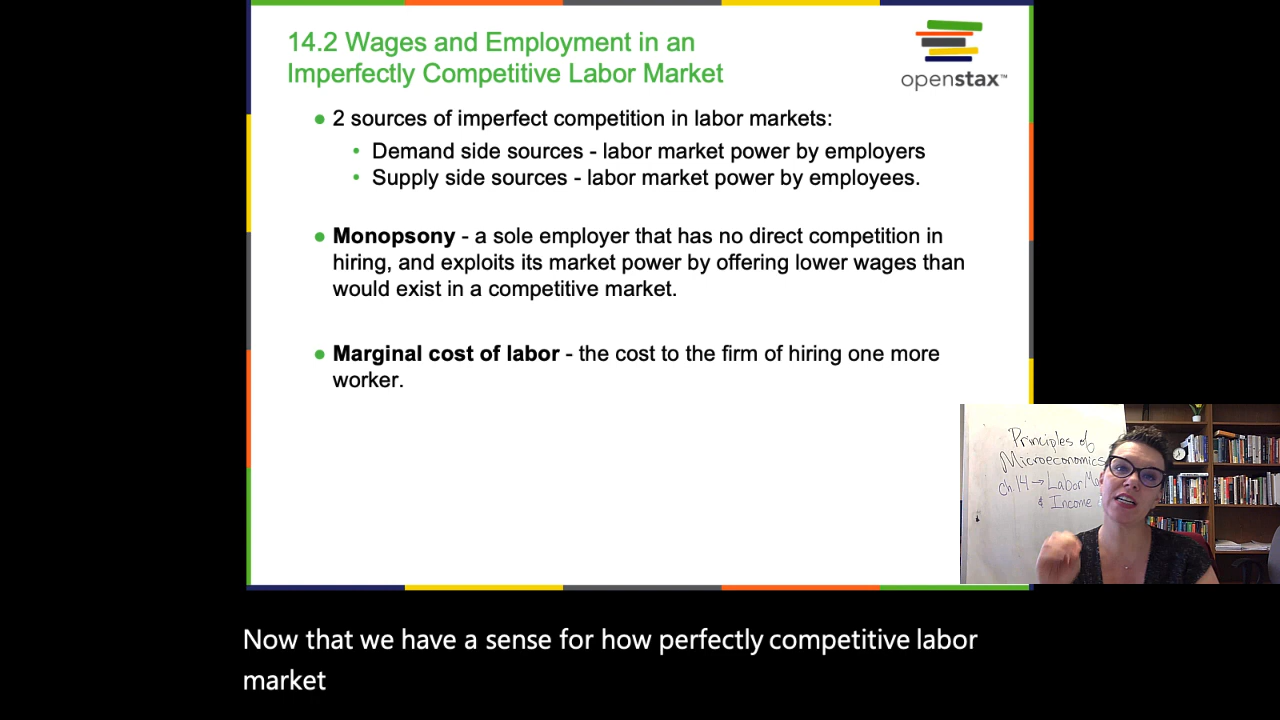 14.2 Wages and Employment in an
Imperfectly Competitive Labor Market
openstax™
● 2 sources of imperfect competition in labor markets:
• Demand side sources - labor market power by employers
• Supply side sources - labor market power by employees.
● Monopsony - a sole employer that has no direct competition in
hiring, and exploits its market power by offering lower wages than
would exist in a competitive market.
● Marginal cost of labor - the cost to the firm of hiring one more
worker.
Principles of
Microeconomics
Ch.14 → Labor
& Income
Now that we have a sense for how perfectly competitive labor
market